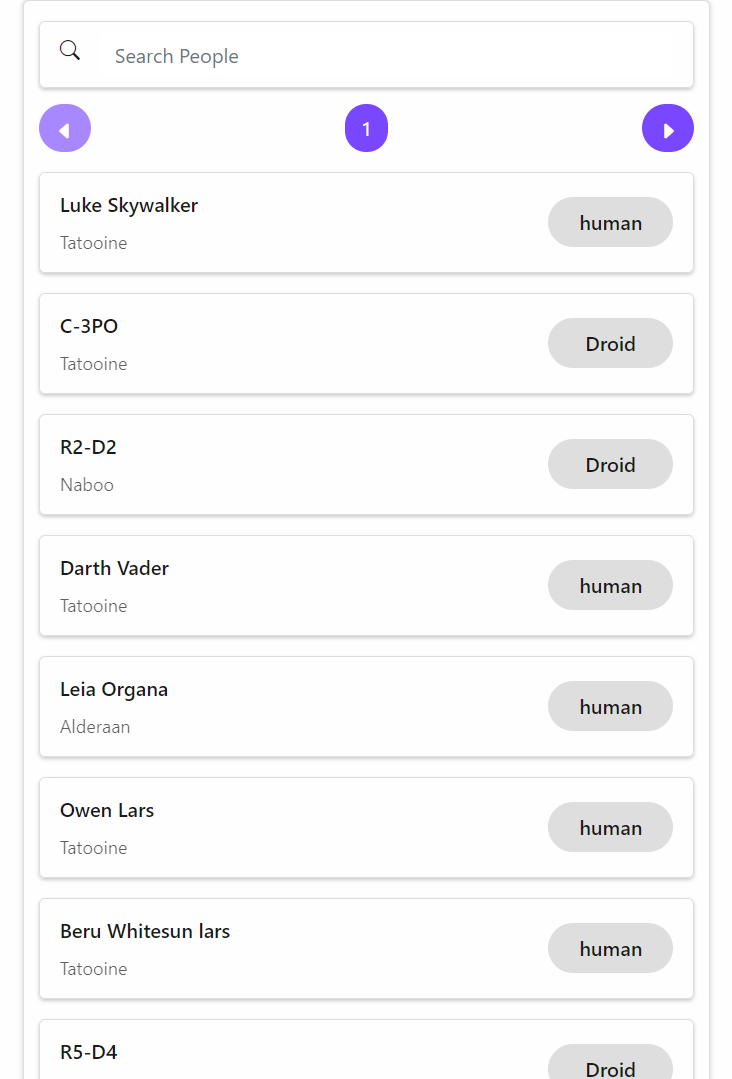 Search People
1
Luke Skywalker
human
Tatooine
C-3PO
Droid
Tatooine
R2-D2
Droid
Naboo
Darth Vader
human
Tatooine
Leia Organa
human
Alderaan
Owen Lars
human
Tatooine
Beru Whitesun lars
human
Tatooine
R5-D4
Droid